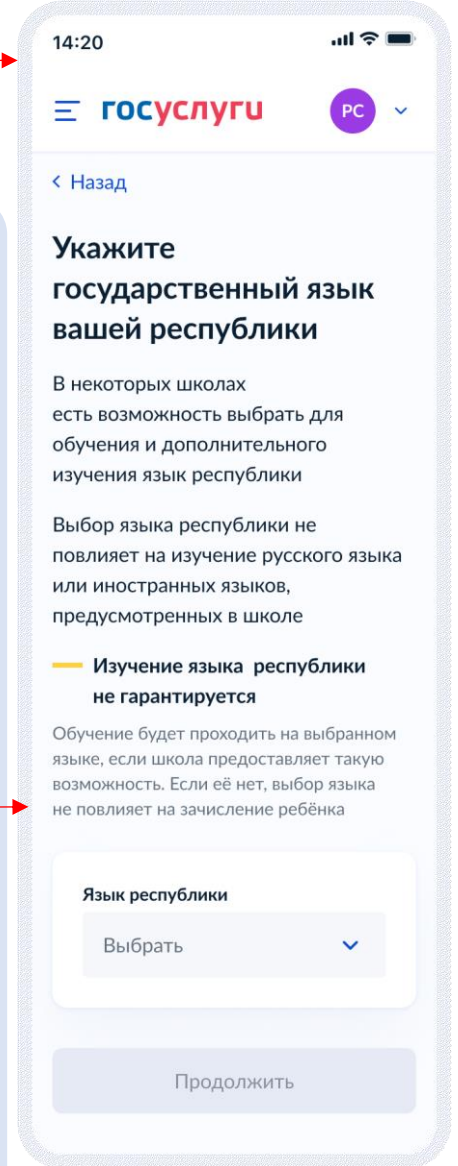 14:20
госуслуги
РС
Назад
Укажите
государственный язык
вашей республики
В некоторых школах
есть возможность выбрать для
обучения и дополнительного
изучения язык республики
Выбор языка республики не
повлияет на изучение русского языка
или иностранных языков,
предусмотренных в школе
Изучение языка республики
не гарантируется
Обучение будет проходить на выбранном
языке, если школа предоставляет такую
возможность. Если её нет, выбор языка
не повлияет на зачисление ребёнка
Язык республики
Выбрать
Продолжить